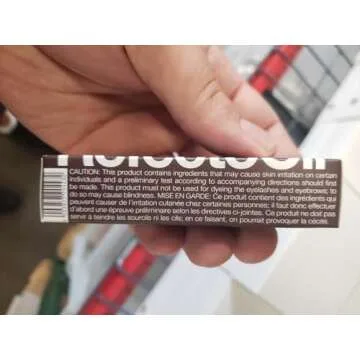 RefectoCil
CAUTION: This product contains ingredients that may cause skin irritation on certain
individuals and a preliminary test according to accompanying directions should first
be made. This product must not be used for dyeing the eyelashes and eyebrows; to
do so may cause blindness. MISE EN GARDE: Ce produit contient des ingrédients qui
peuvent causer de l'irritation cutanée chez certaines personnes; il faut donc effectuer
d'abord une épreuve préliminaire selon les directives ci-jointes. Ce produit ne doit pas
servir à teindre les sourcils ni les cils; en ce faisant, on pourrait provoquer la cécité.